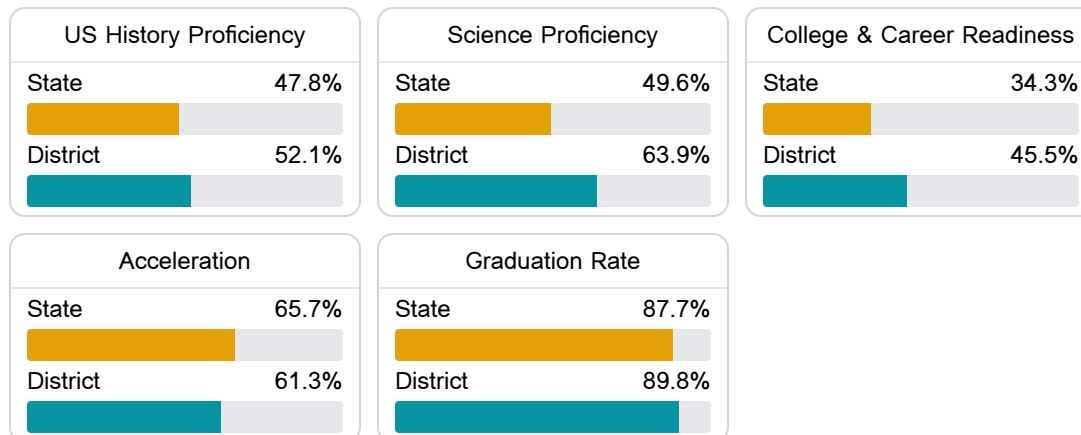 US History Proficiency
State 47.8%
District 52.1%
Science Proficiency
State 49.6%
District 63.9%
College & Career Readiness
State 34.3%
District 45.5%
Acceleration
State 65.7%
District 61.3%
Graduation Rate
State 87.7%
District 89.8%